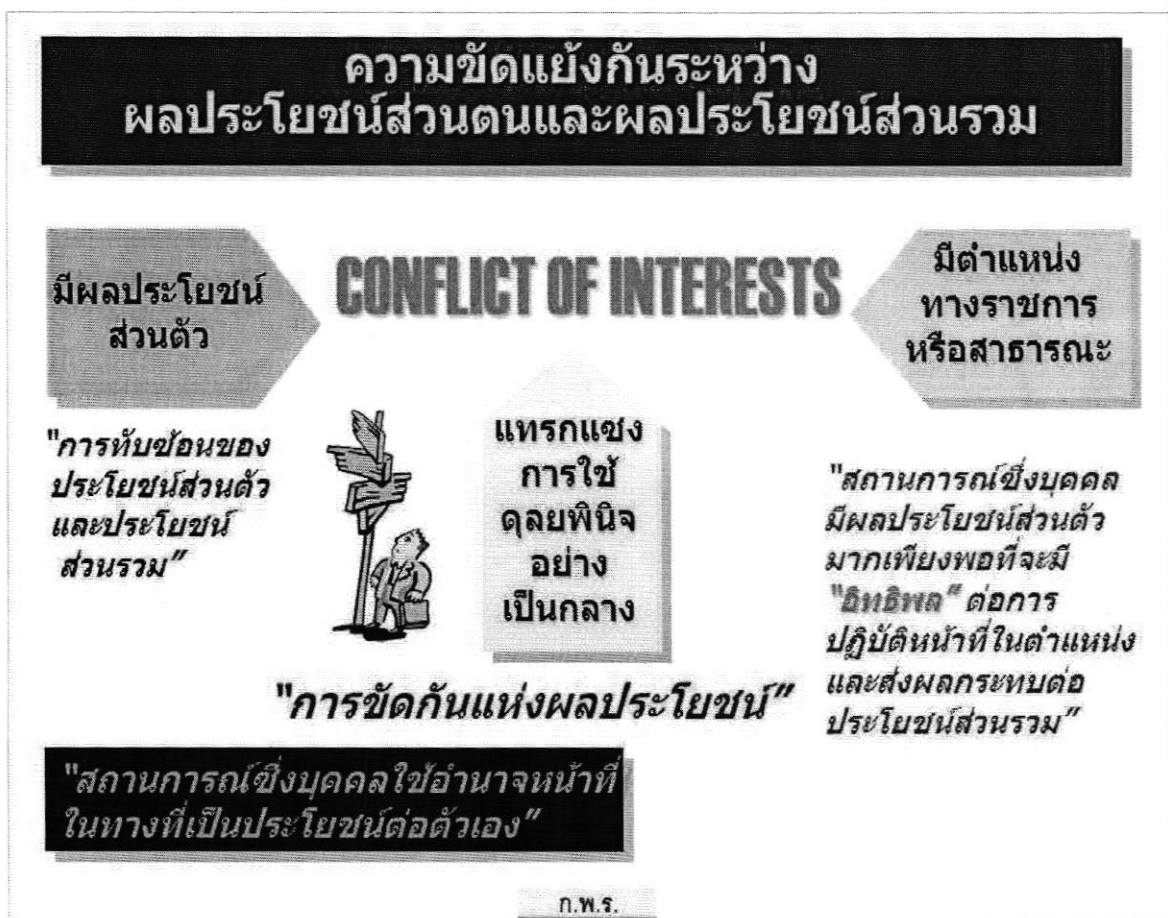 ความขัดแย้งกันระหว่าง
ผลประโยชน์ส่วนตนและผลประโยชน์ส่วนรวม
มีผลประโยชน์
ส่วนตัว
CONFLICT OF INTERESTS
มีตำแหน่ง
ทางราชการ
หรือสาธารณะ
"การทับซ้อนของ
ประโยชน์ส่วนตัว
และประโยชน์
ส่วนรวม"
แทรกแซง
การใช้
ดุลยพินิจ
อย่าง
เป็นกลาง
"สถานการณ์ซึ่งบุคคล
มีผลประโยชน์ส่วนตัว
มากเพียงพอที่จะมี
"อิทธิพล" ต่อการ
ปฏิบัติหน้าที่ในตำแหน่ง
และส่งผลกระทบต่อ
ประโยชน์ส่วนรวม"
"การขัดกันแห่งผลประโยชน์"
"สถานการณ์ซึ่งบุคคลใช้อำนาจหน้าที่
ในทางที่เป็นประโยชน์ต่อตัวเอง"
ก.พ.ร.